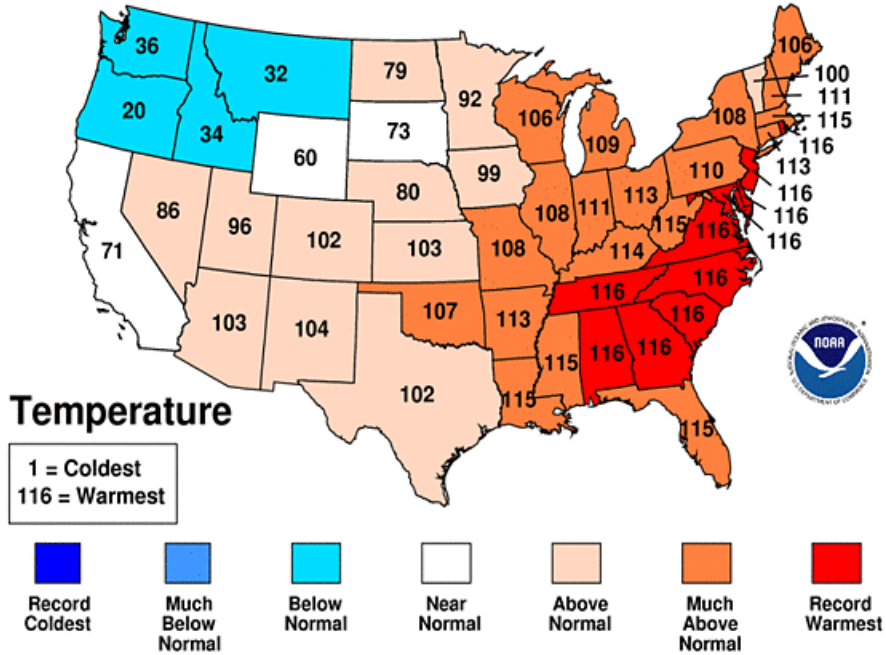 36
32
79
92
106
100
111
115
116
113
116
116
116
20
34
60
73
106
109
108
110
86
96
102
80
99
108
111
113
115
116
71
103
108
114
116
103
104
107
113
116
116
102
115
116
116
115
115
NOAA
Temperature
1 = Coldest
116 = Warmest
Record
Coldest
Much
Below
Normal
Below
Normal
Near
Normal
Above
Normal
Much
Above
Normal
Record
Warmest